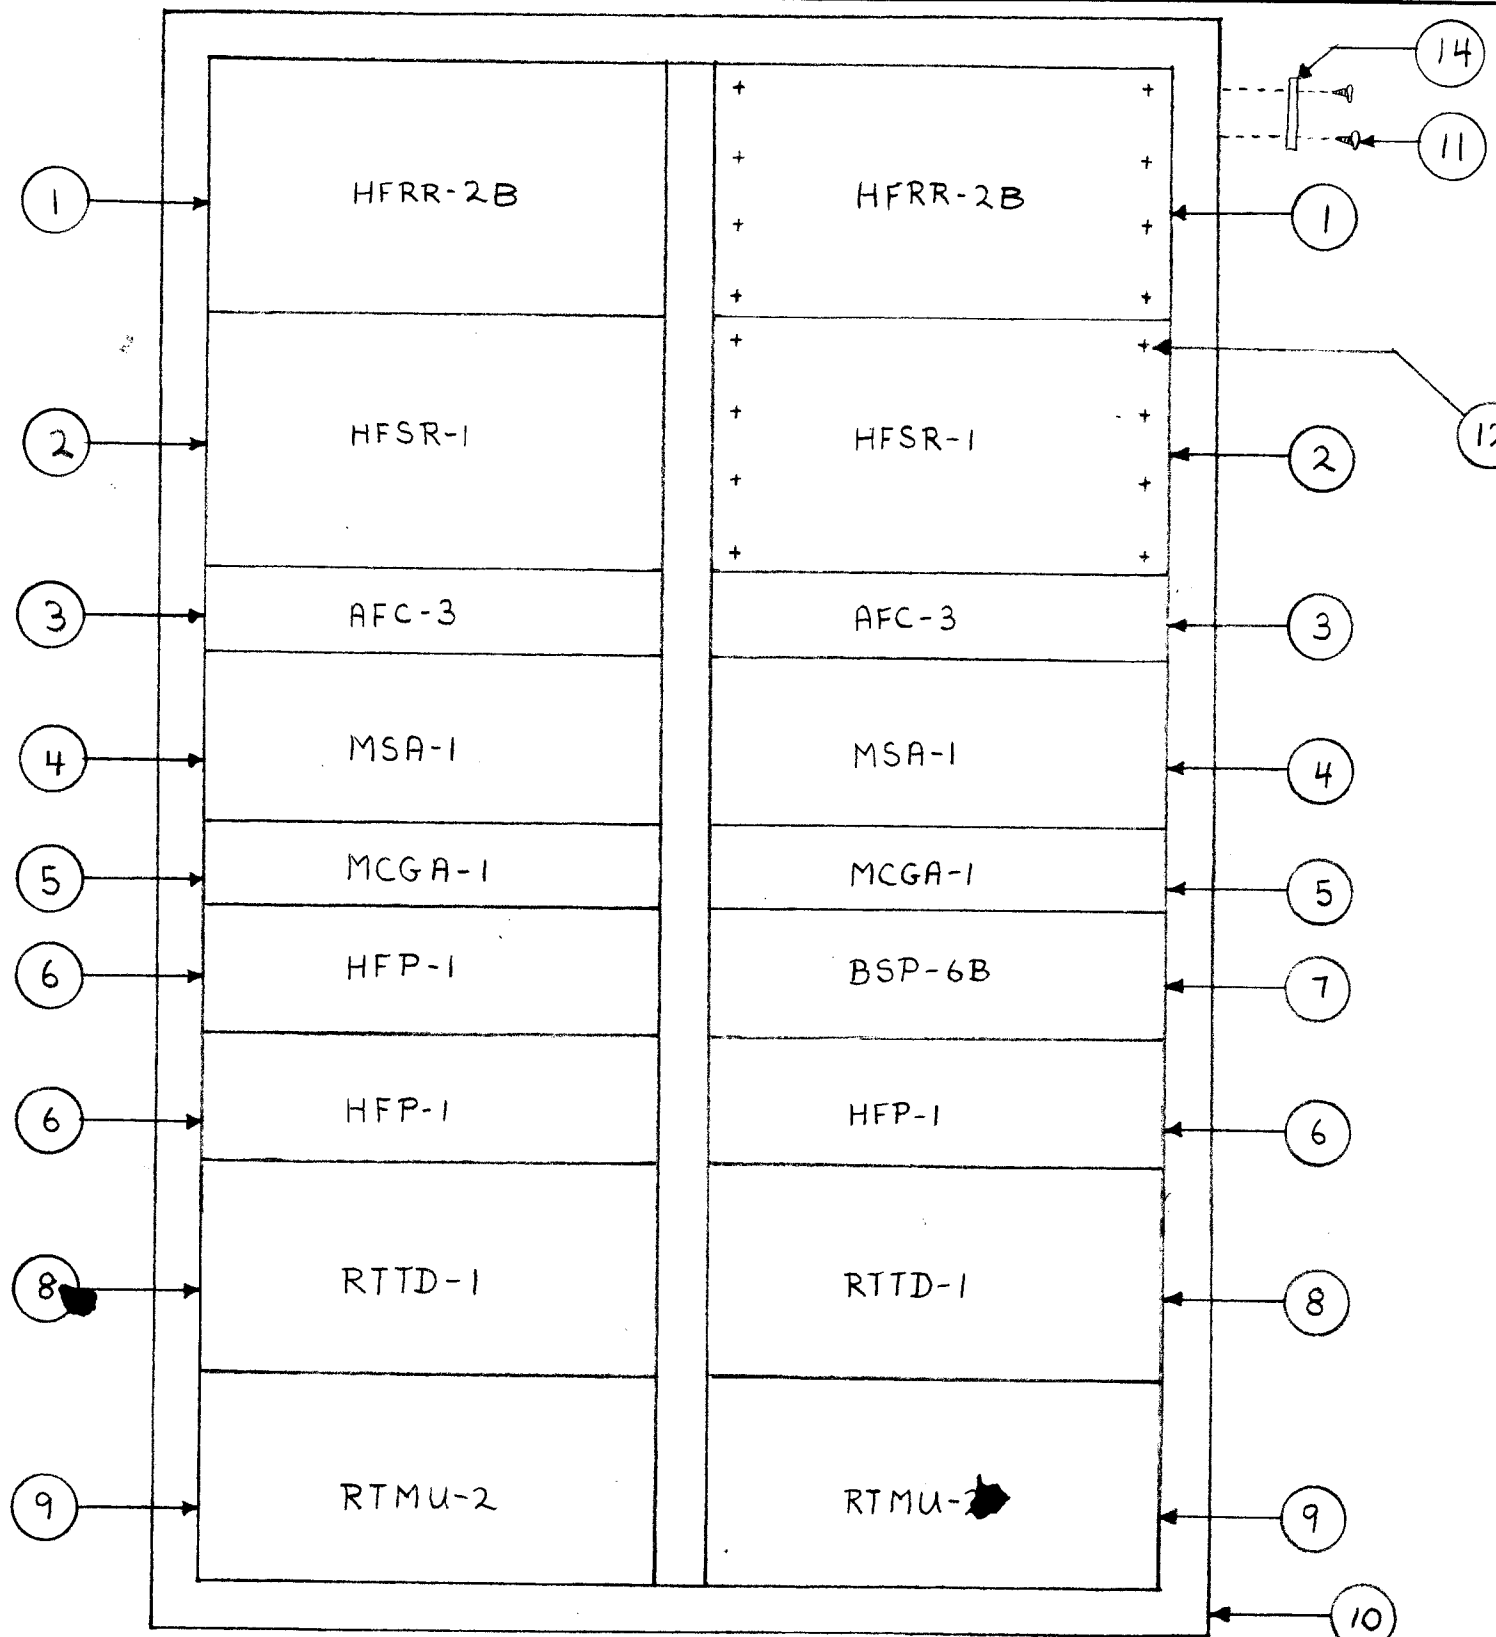 14
11
1 HFRR-2B HFRR-2B 1
2 HFSR-1 HFSR-1 2
3 AFC-3 AFC-3 3
4 MSA-1 MSA-1 4
5 MCGA-1 MCGA-1 5
6 HFP-1 BSP-6B 7
6 HFP-1 HFP-1 6
8 RTTD-1 RTTD-1 8
9 RTMU-2 RTMU- 9
10